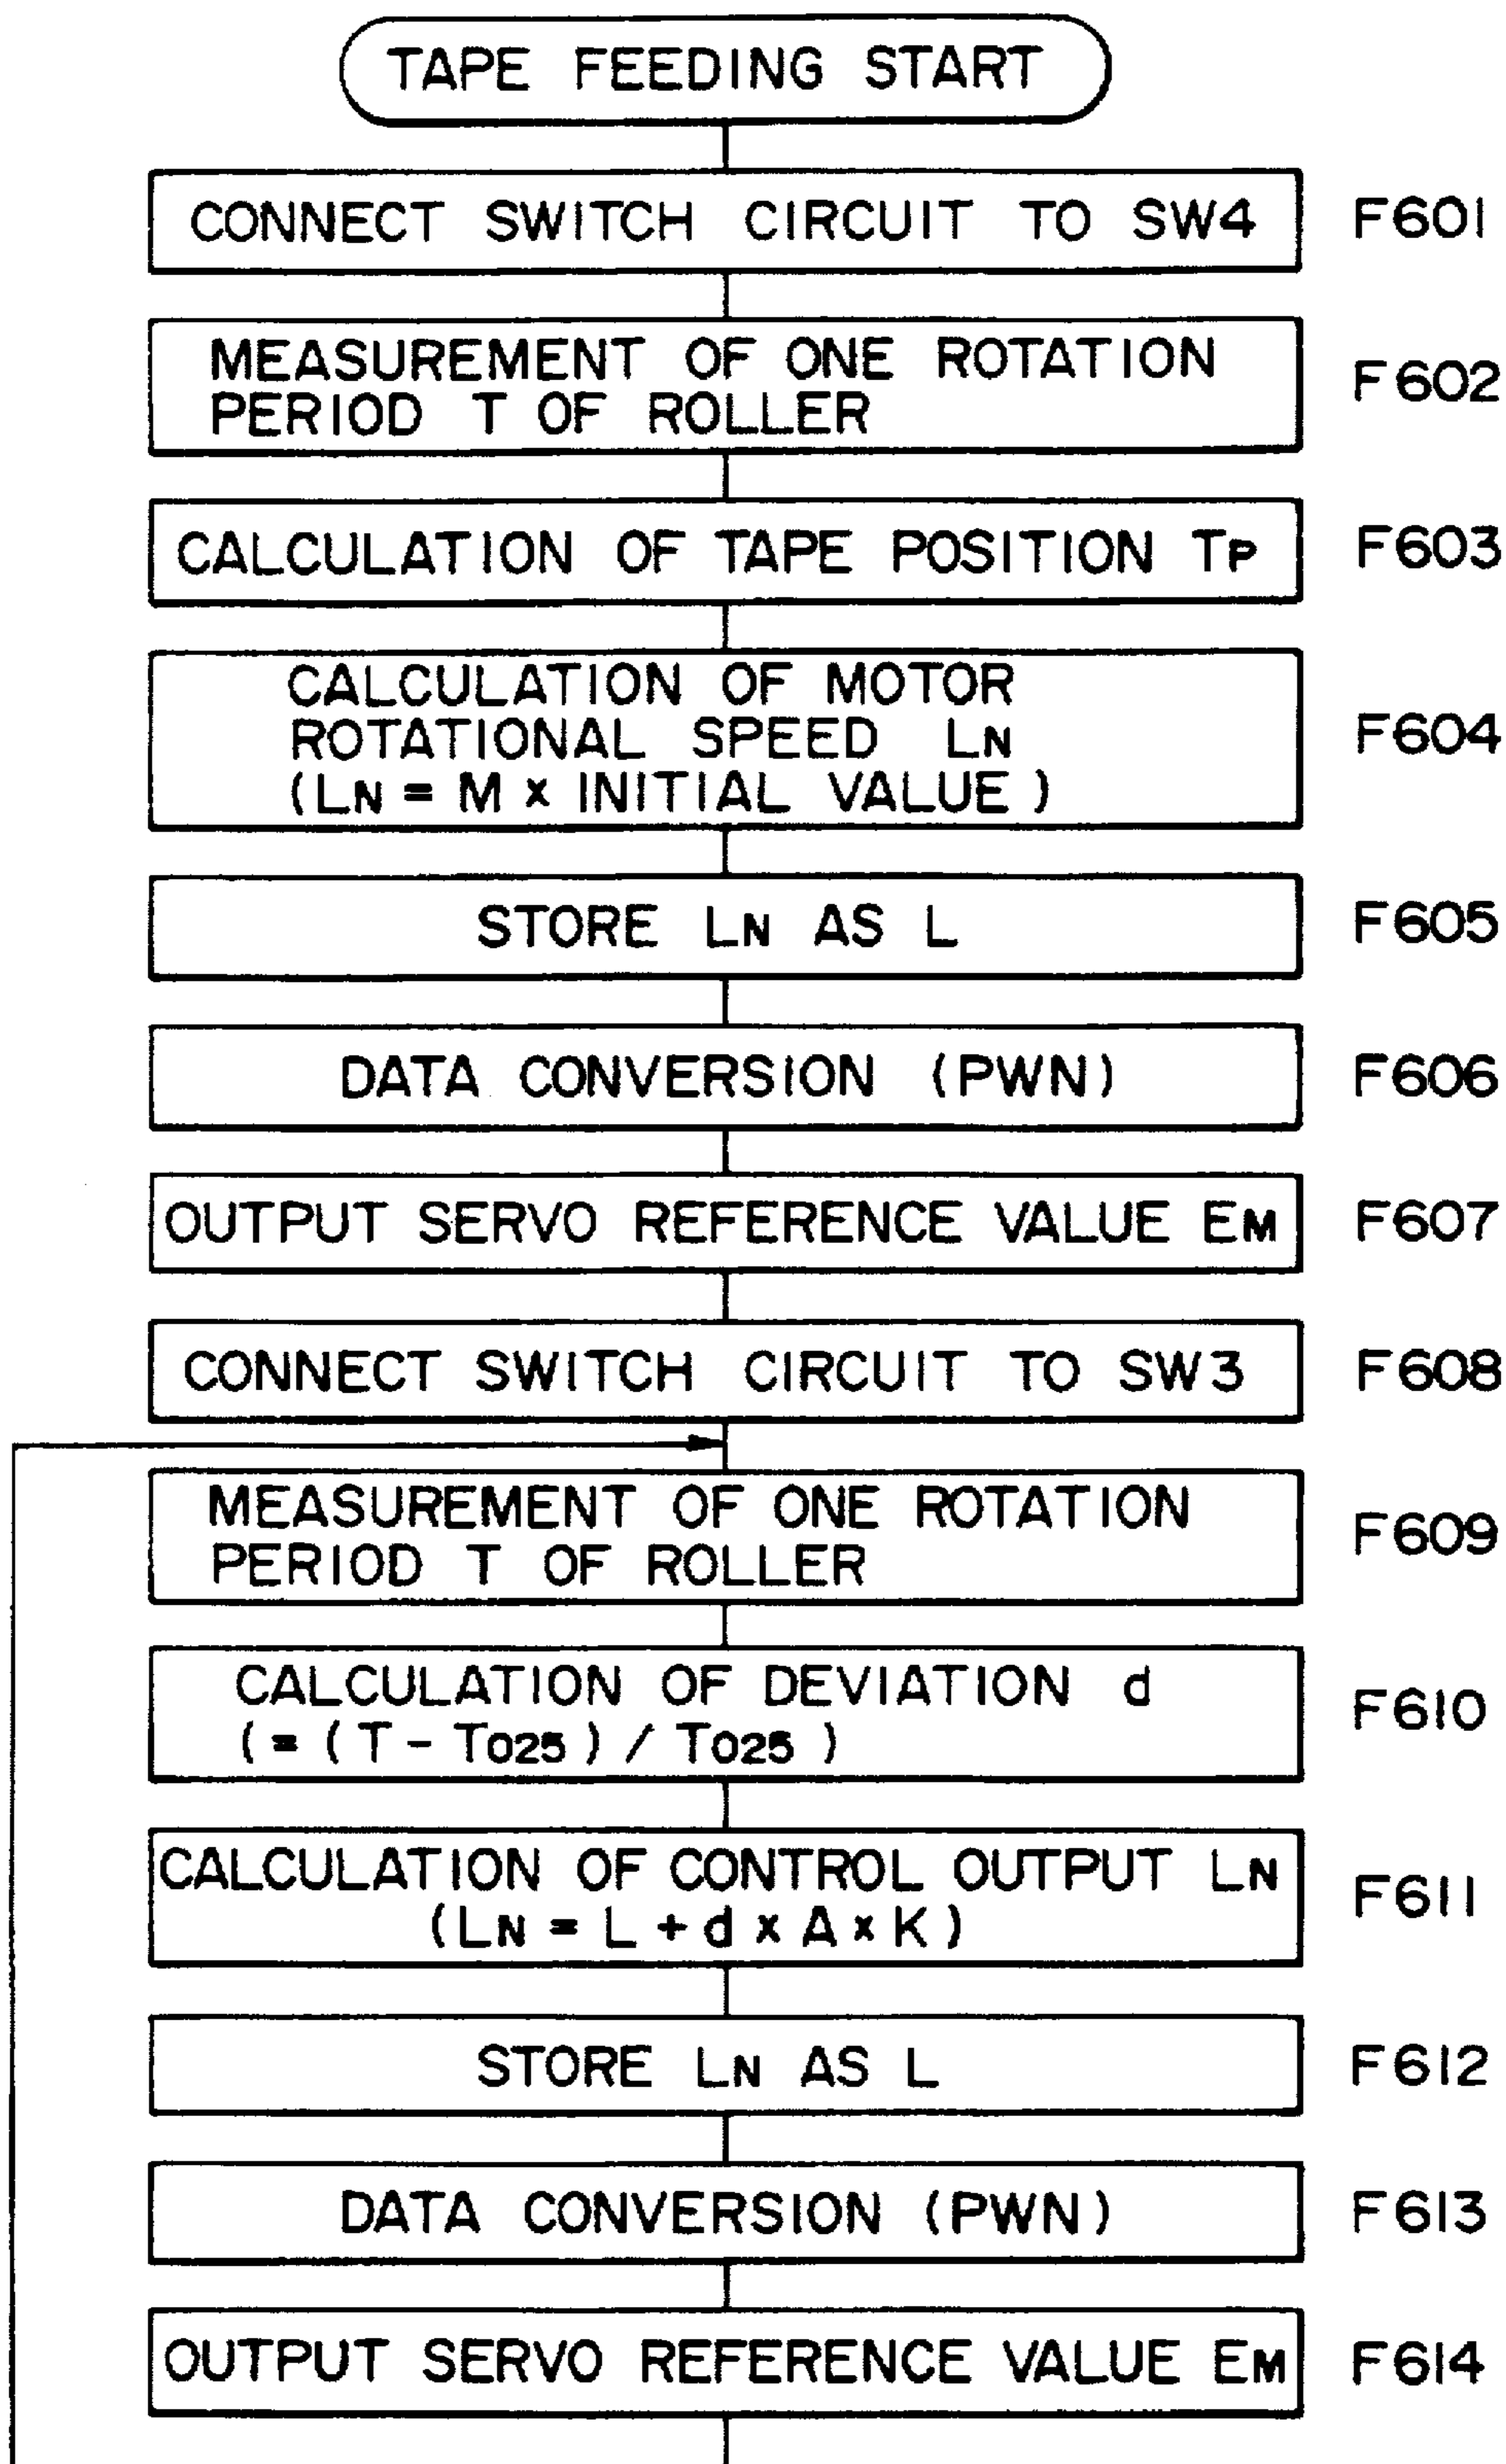 TAPE FEEDING START
CONNECT SWITCH CIRCUIT TO SW4
F601
MEASUREMENT OF ONE ROTATION
PERIOD T OF ROLLER
F602
CALCULATION OF TAPE POSITION TP
F603
CALCULATION OF MOTOR
ROTATIONAL SPEED LN
(LN = M × INITIAL VALUE)
F604
STORE LN AS L
F605
DATA CONVERSION (PWN)
F606
OUTPUT SERVO REFERENCE VALUE EM
F607
CONNECT SWITCH CIRCUIT TO SW3
F608
MEASUREMENT OF ONE ROTATION
PERIOD T OF ROLLER
F609
CALCULATION OF DEVIATION d
(= (T - T025) / T025)
F610
CALCULATION OF CONTROL OUTPUT LN
(LN = L + d × A × K)
F611
STORE LN AS L
F612
DATA CONVERSION (PWN)
F613
OUTPUT SERVO REFERENCE VALUE EM
F614